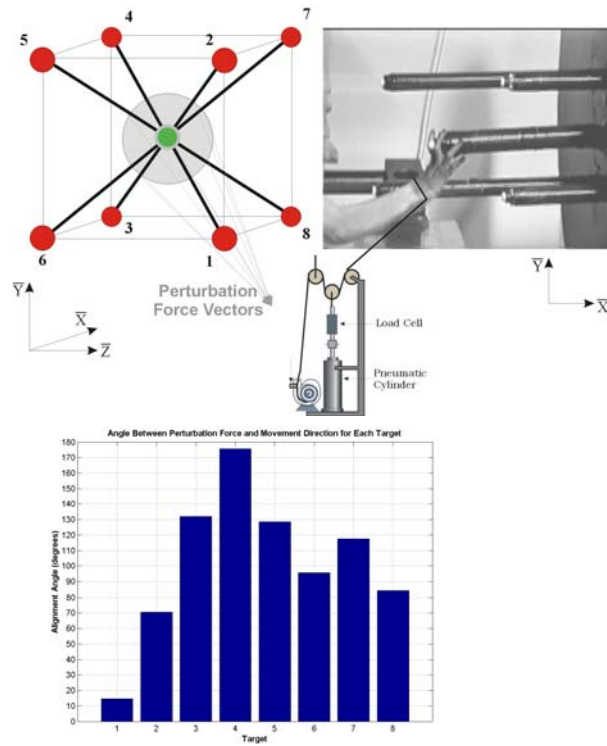 4
7
5
2
3
8
6
1
Perturbation
Force Vectors
Y
X
Z
Y
X
Load Cell
Pneumatic
Cylinder
Angle Between Perturbation Force and Movement Direction for Each Target
Alignment Angle (degrees)
180
170
160
150
140
130
120
110
100
90
80
70
60
50
40
30
20
10
0
1 2 3 4 5 6 7 8
Target